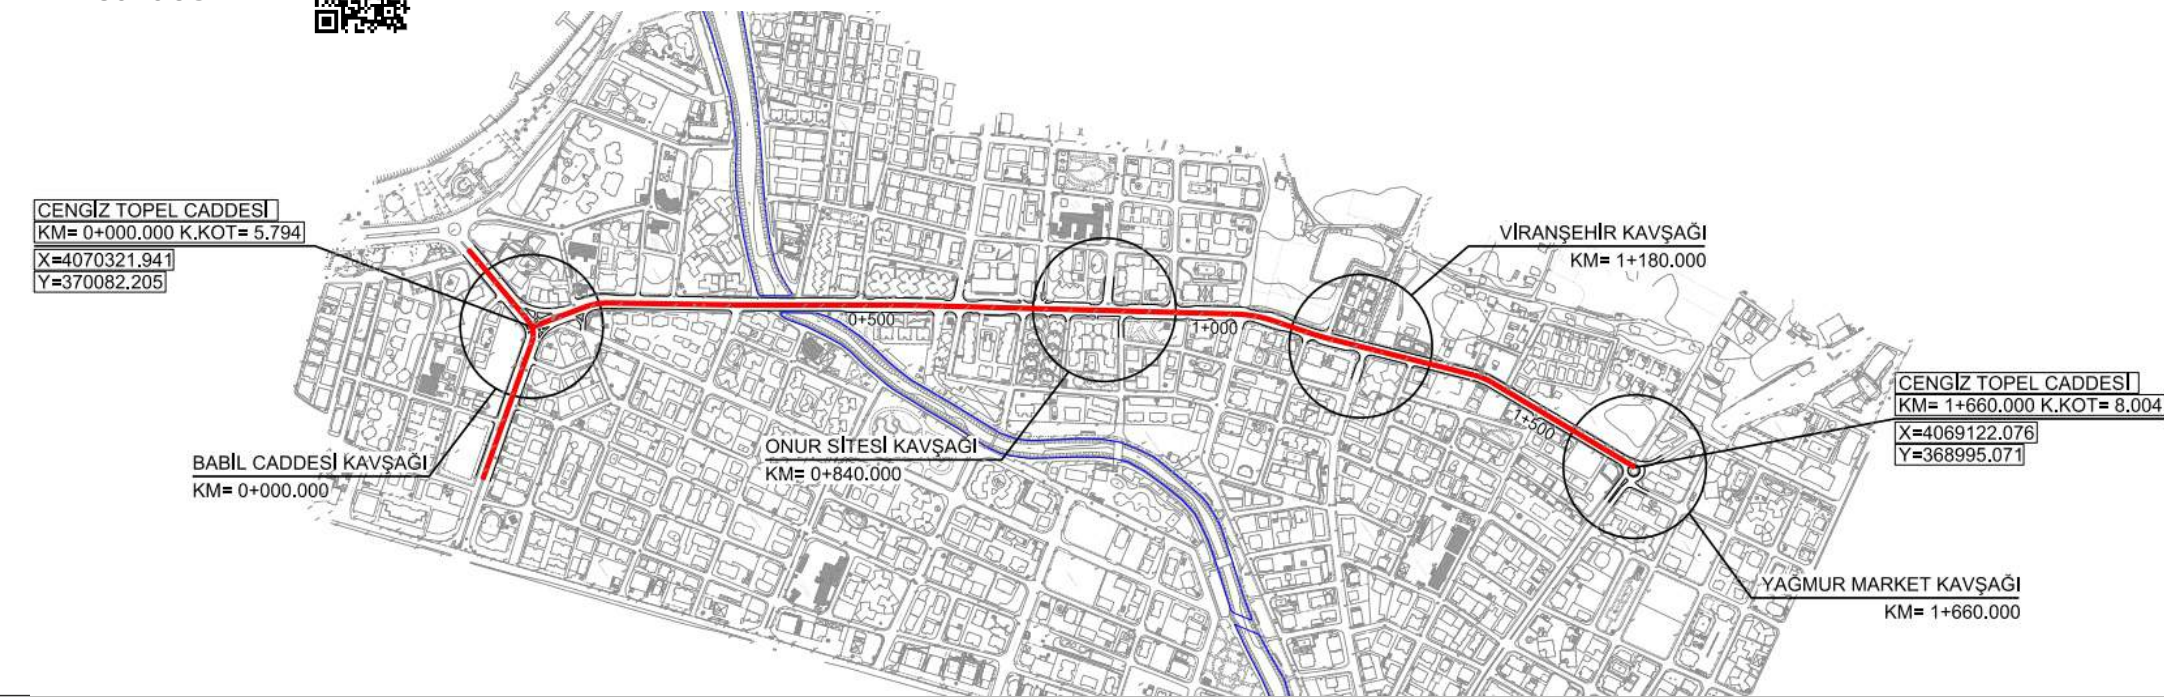 CENGİZ TOPEL CADDESİ
KM= 0+000.000 K.KOT= 5.794
X=4070321.941
Y=370082.205
VİRANŞEHİR KAVŞAĞI
KM= 1+180.000
0+500
1+000
CENGİZ TOPEL CADDESİ
KM= 1+660.000 K.KOT= 8.004
X=4069122.076
Y=368995.071
1+500
ONUR SİTESİ KAVŞAĞI
KM= 0+840.000
BABİL CADDESİ KAVŞAĞI
KM= 0+000.000
YAĞMUR MARKET KAVŞAĞI
KM= 1+660.000